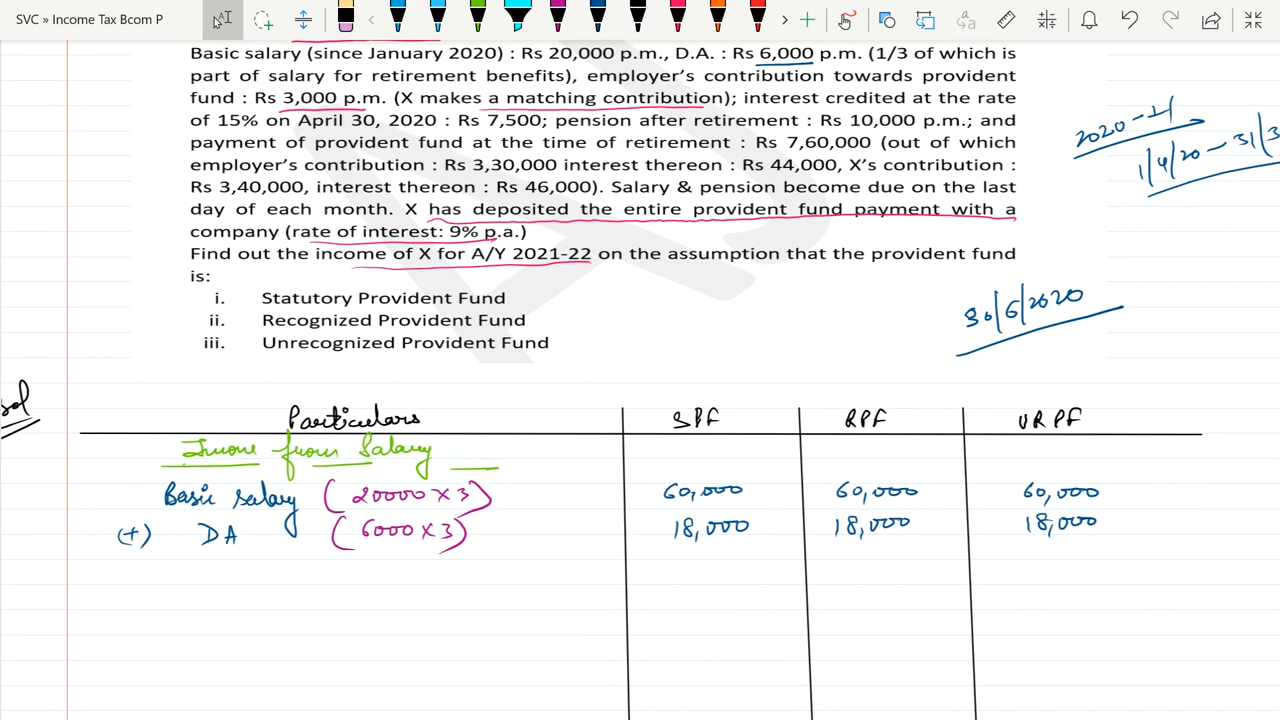 SVC » Income Tax Bcom P
Basic salary (since January 2020) : Rs 20,000 p.m., D.A. : Rs 6,000 p.m. (1/3 of which is
part of salary for retirement benefits), employer's contribution towards provident
fund : Rs 3,000 p.m. (X makes a matching contribution); interest credited at the rate
of 15% on April 30, 2020 : Rs 7,500; pension after retirement : Rs 10,000 p.m.; and
payment of provident fund at the time of retirement : Rs 7,60,000 (out of which
employer's contribution : Rs 3,30,000 interest thereon : Rs 44,000, X's contribution :
Rs 3,40,000, interest thereon : Rs 46,000). Salary & pension become due on the last
day of each month. X has deposited the entire provident fund payment with a
company (rate of interest: 9% p.a.)
Find out the income of X for A/Y 2021-22 on the assumption that the provident fund
is:
i. Statutory Provident Fund
ii. Recognized Provident Fund
iii. Unrecognized Provident Fund
2020-21
1/4/20 - 31/3
30/6/2020
sol
Particulars SPF RPF URPF
Income from Salary
Basic salary (20000 X 3) 60,000 60,000 60,000
(+) DA (6000 X 3) 18,000 18,000 18,000